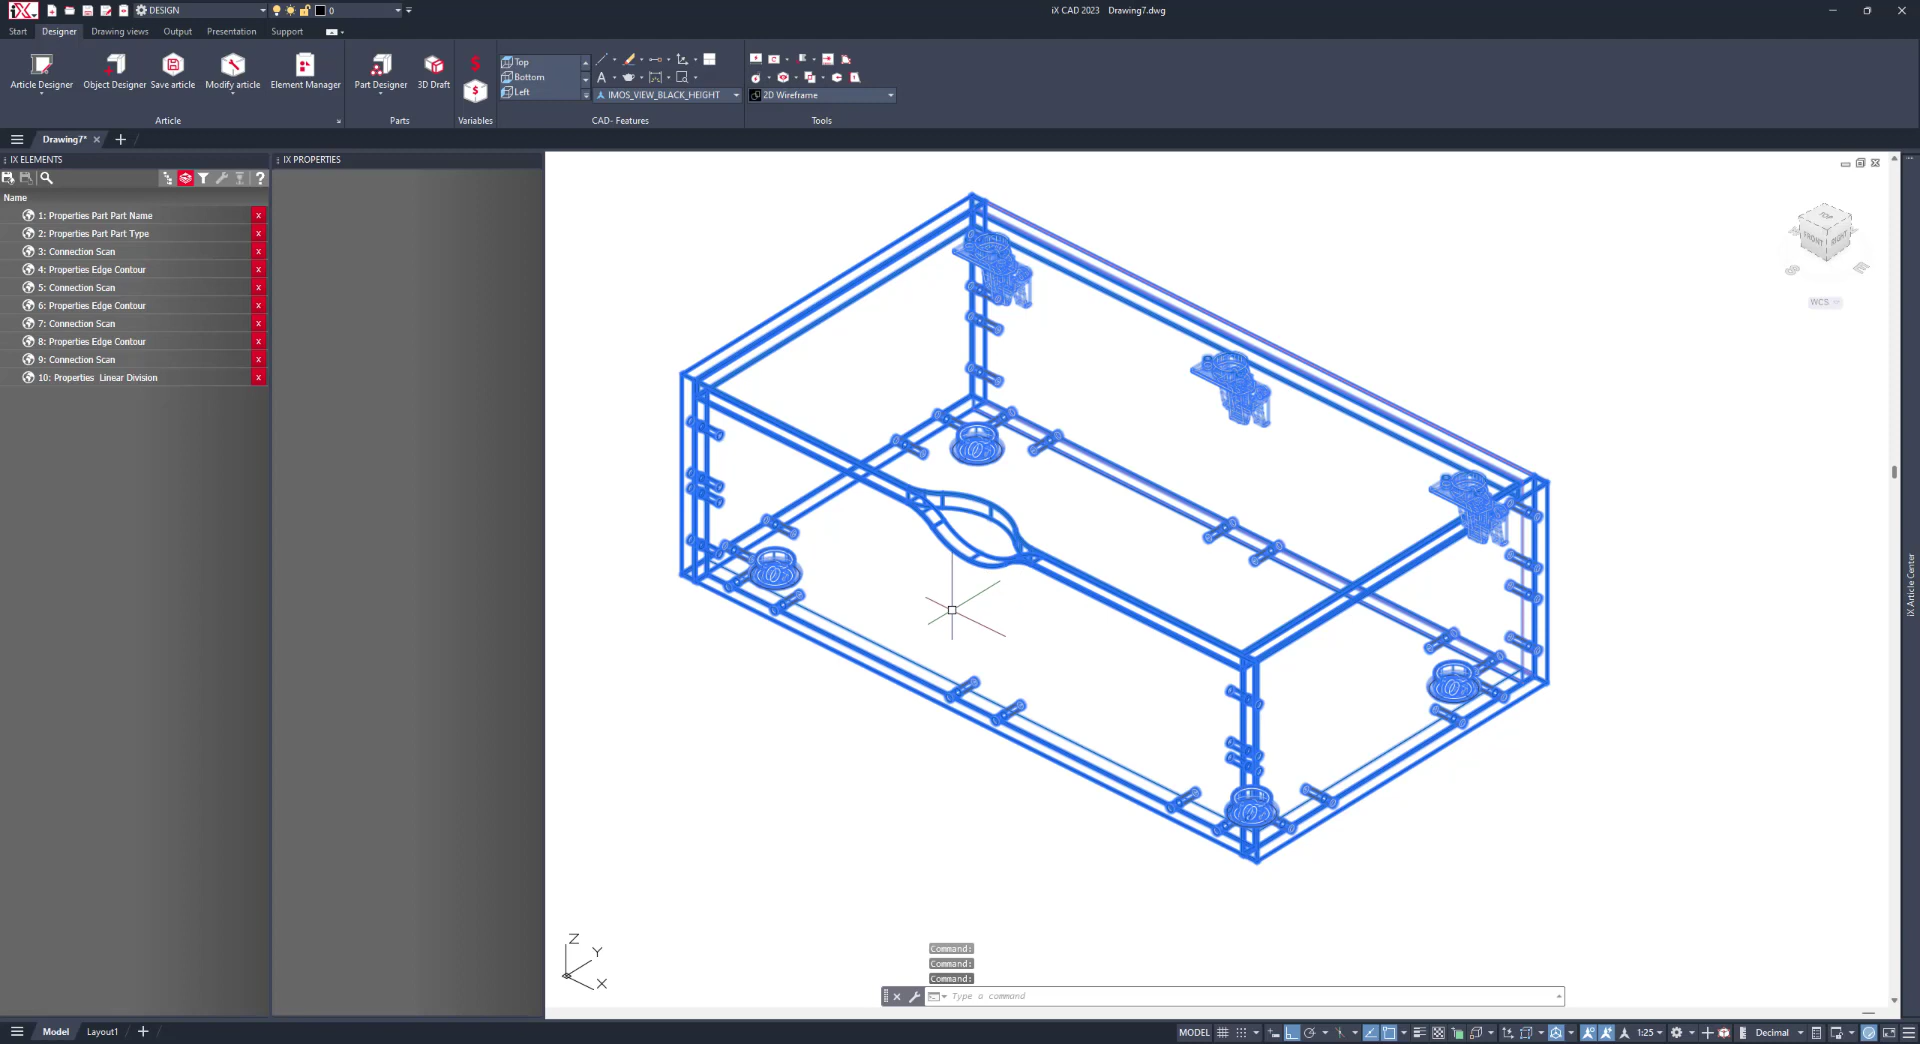 DESIGN
0
iX CAD 2023 Drawing7.dwg
Start Designer Drawing views Output Presentation Support
Article Designer Object Designer Save article Modify article Element Manager Part Designer 3D Draft
Top
Bottom
Left
A
IMOS_VIEW_BLACK_HEIGHT
2D Wireframe
Article Parts Variables CAD- Features Tools
Drawing7*
IX ELEMENTS
IX PROPERTIES
Name
1: Properties Part Part Name x
2: Properties Part Part Type x
3: Connection Scan x
4: Properties Edge Contour x
5: Connection Scan x
6: Properties Edge Contour x
7: Connection Scan x
8: Properties Edge Contour x
9: Connection Scan x
10: Properties  Linear Division x
TOP
FRONT RIGHT
S E
WCS
iX Article Center
Z
Y
X
Command:
Command:
Command:
Type a command
Model Layout1
MODEL 1:25 Decimal